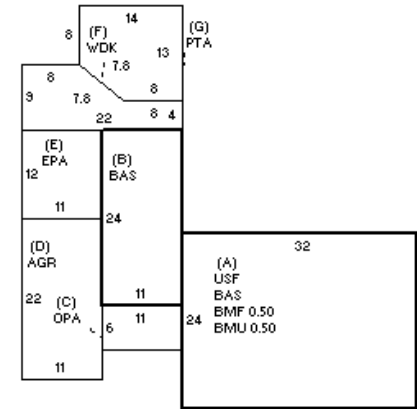 14
8
(F)
WDK
(G)
PTA
13
7.8
8
8
9
7.8
22
8
4
(E)
EPA
12
11
(B)
BAS
24
11
(D)
AGR
22
(C)
OPA
6
11
11
32
(A)
USF
BAS
BMF 0.50
BMU 0.50
24